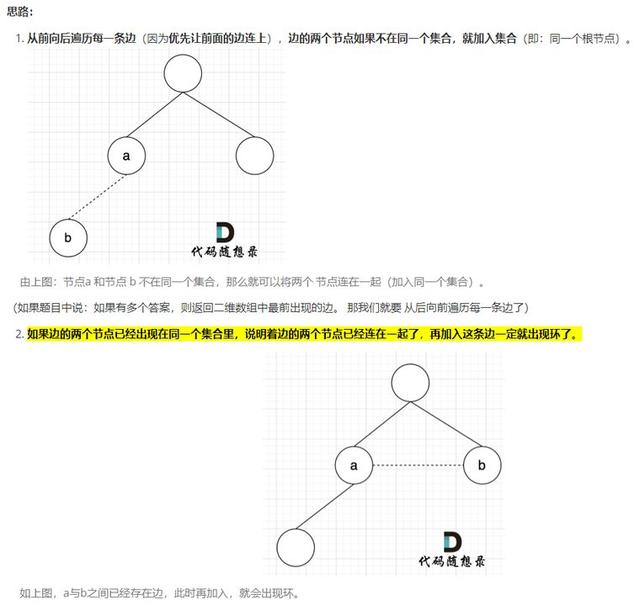 思路：
1. 从前向后遍历每一条边（因为优先让前面的边连上），边的两个节点如果不在同一个集合，就加入集合（即：同一个根节点）。
a
b
代码随想录
由上图：节点a 和节点 b 不在同一个集合，那么就可以将两个 节点连在一起（加入同一个集合）。
（如果题目中说：如果有多个答案，则返回二维数组中最前出现的边。 那我们就要 从后向前遍历每一条边了）
2. 如果边的两个节点已经出现在同一个集合里，说明着边的两个节点已经连在一起了，再加入这条边一定就出现环了。
a
b
代码随想录
如上图，a与b之间已经存在边，此时再加入，就会出现环。